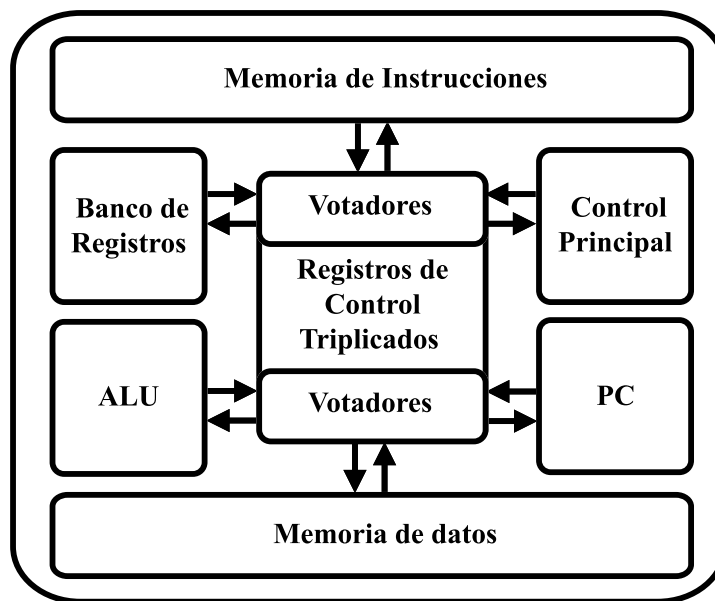 Memoria de Instrucciones
Banco de
Registros
Votadores
Control
Principal
Registros de
Control
Triplicados
ALU
Votadores
PC
Memoria de datos